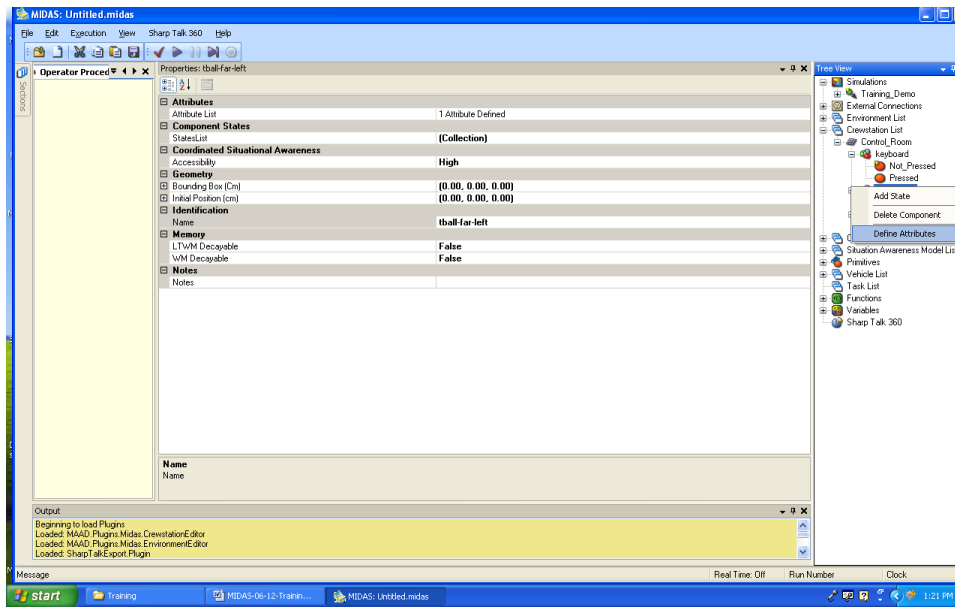 MIDAS: Untitled.midas
File Edit Execution View Sharp Talk 360 Help
Sections
Operator Proced
Properties: tball-far-left
Attributes
Attribute List 1 Attribute Defined
Component States
StatesList (Collection)
Coordinated Situational Awareness
Accessibility High
Geometry
Bounding Box (Cm) (0.00, 0.00, 0.00)
Initial Position (cm) (0.00, 0.00, 0.00)
Identification
Name tball-far-left
Memory
LTWM Decayable False
WM Decayable False
Notes
Notes
Name
Name
Tree View
Simulations
Training_Demo
External Connections
Environment List
Crewstation List
Control_Room
keyboard
Not_Pressed
Pressed
Add State
Delete Component
Define Attributes
Situation Awareness Model Lis
Primitives
Vehicle List
Task List
Functions
Variables
Sharp Talk 360
Output
Beginning to load Plugins
Loaded: MAAD.Plugins.Midas.CrewstationEditor
Loaded: MAAD.Plugins.Midas.EnvironmentEditor
Loaded: SharpTalkExport.Plugin
Message Real Time: Off Run Number Clock
start Training MIDAS-06-12-Trainin... MIDAS: Untitled.midas 1:21 PM